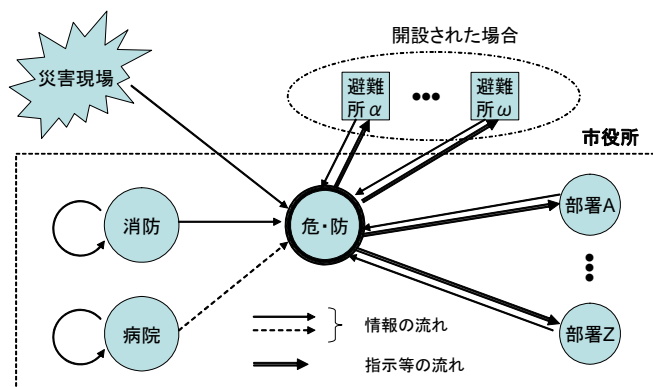 開設された場合
災害現場
避難
所α
•••
避難
所ω
市役所
消防
危・防
部署A
病院
情報の流れ
部署Z
指示等の流れ